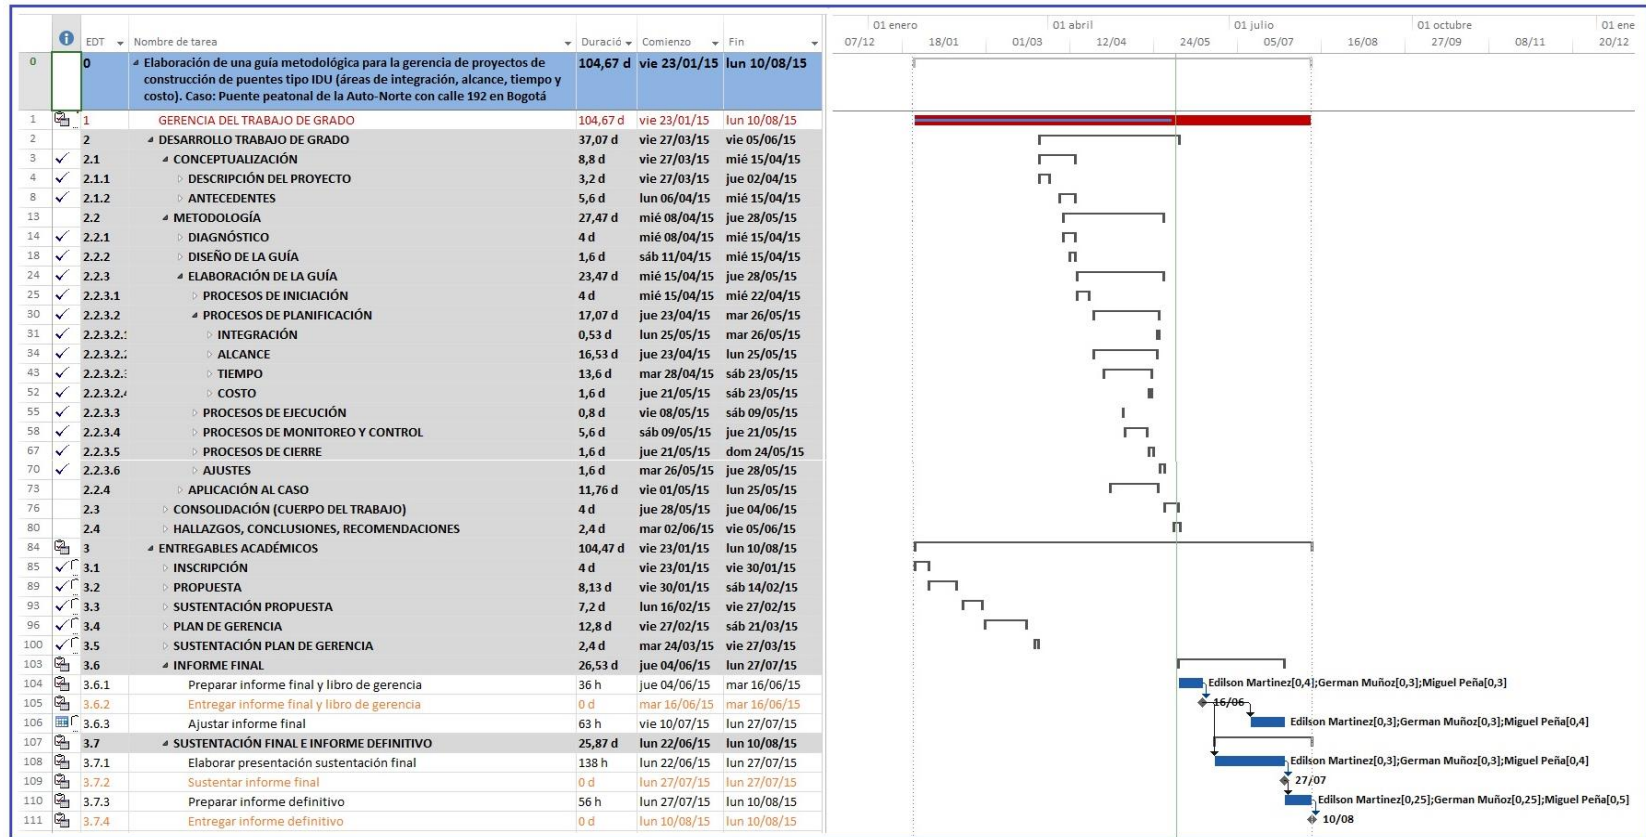 01 enero 01 abril 01 julio 01 octubre 01 ene
EDT Nombre de tarea Duració Comienzo Fin 07/12 18/01 01/03 12/04 24/05 05/07 16/08 27/09 08/11 20/12
0 0 Elaboración de una guía metodológica para la gerencia de proyectos de 104,67 d vie 23/01/15 lun 10/08/15
construcción de puentes tipo IDU (áreas de integración, alcance, tiempo y
costo). Caso: Puente peatonal de la Auto-Norte con calle 192 en Bogotá
1 1 GERENCIA DEL TRABAJO DE GRADO 104,67 d vie 23/01/15 lun 10/08/15
2 2 DESARROLLO TRABAJO DE GRADO 37,07 d vie 27/03/15 vie 05/06/15
3 2.1 CONCEPTUALIZACIÓN 8,8 d vie 27/03/15 mié 15/04/15
4 2.1.1 DESCRIPCIÓN DEL PROYECTO 3,2 d vie 27/03/15 jue 02/04/15
8 2.1.2 ANTECEDENTES 5,6 d lun 06/04/15 mié 15/04/15
13 2.2 METODOLOGÍA 27,47 d mié 08/04/15 jue 28/05/15
14 2.2.1 DIAGNÓSTICO 4 d mié 08/04/15 mié 15/04/15
18 2.2.2 DISEÑO DE LA GUÍA 1,6 d sáb 11/04/15 mié 15/04/15
24 2.2.3 ELABORACIÓN DE LA GUÍA 23,47 d mié 15/04/15 jue 28/05/15
25 2.2.3.1 PROCESOS DE INICIACIÓN 4 d mié 15/04/15 mié 22/04/15
30 2.2.3.2 PROCESOS DE PLANIFICACIÓN 17,07 d jue 23/04/15 mar 26/05/15
31 2.2.3.2.1 INTEGRACIÓN 0,53 d lun 25/05/15 mar 26/05/15
34 2.2.3.2.2 ALCANCE 16,53 d jue 23/04/15 lun 25/05/15
43 2.2.3.2.3 TIEMPO 13,6 d mar 28/04/15 sáb 23/05/15
52 2.2.3.2.4 COSTO 1,6 d jue 21/05/15 sáb 23/05/15
55 2.2.3.3 PROCESOS DE EJECUCIÓN 0,8 d vie 08/05/15 sáb 09/05/15
58 2.2.3.4 PROCESOS DE MONITOREO Y CONTROL 5,6 d sáb 09/05/15 jue 21/05/15
67 2.2.3.5 PROCESOS DE CIERRE 1,6 d jue 21/05/15 dom 24/05/15
70 2.2.3.6 AJUSTES 1,6 d mar 26/05/15 jue 28/05/15
73 2.2.4 APLICACIÓN AL CASO 11,76 d vie 01/05/15 lun 25/05/15
76 2.3 CONSOLIDACIÓN (CUERPO DEL TRABAJO) 4 d jue 28/05/15 jue 04/06/15
80 2.4 HALLAZGOS, CONCLUSIONES, RECOMENDACIONES 2,4 d mar 02/06/15 vie 05/06/15
84 3 ENTREGABLES ACADÉMICOS 104,47 d vie 23/01/15 lun 10/08/15
85 3.1 INSCRIPCIÓN 4 d vie 23/01/15 vie 30/01/15
89 3.2 PROPUESTA 8,13 d vie 30/01/15 sáb 14/02/15
93 3.3 SUSTENTACIÓN PROPUESTA 7,2 d lun 16/02/15 vie 27/02/15
96 3.4 PLAN DE GERENCIA 12,8 d vie 27/02/15 sáb 21/03/15
100 3.5 SUSTENTACIÓN PLAN DE GERENCIA 2,4 d mar 24/03/15 vie 27/03/15
103 3.6 INFORME FINAL 26,53 d jue 04/06/15 lun 27/07/15
104 3.6.1 Preparar informe final y libro de gerencia 36 h jue 04/06/15 mar 16/06/15 Edilson Martinez[0,4];German Muñoz[0,3];Miguel Peña[0,3]
105 3.6.2 Entregar informe final y libro de gerencia 0 d mar 16/06/15 mar 16/06/15 16/06
106 3.6.3 Ajustar informe final 63 h vie 10/07/15 lun 27/07/15 Edilson Martinez[0,3];German Muñoz[0,3];Miguel Peña[0,4]
107 3.7 SUSTENTACIÓN FINAL E INFORME DEFINITIVO 25,87 d lun 22/06/15 lun 10/08/15
108 3.7.1 Elaborar presentación sustentación final 138 h lun 22/06/15 lun 27/07/15 Edilson Martinez[0,3];German Muñoz[0,3];Miguel Peña[0,4]
109 3.7.2 Sustentar informe final 0 d lun 27/07/15 lun 27/07/15 27/07
110 3.7.3 Preparar informe definitivo 56 h lun 27/07/15 lun 10/08/15 Edilson Martinez[0,25];German Muñoz[0,25];Miguel Peña[0,5]
111 3.7.4 Entregar informe definitivo 0 d lun 10/08/15 lun 10/08/15 10/08